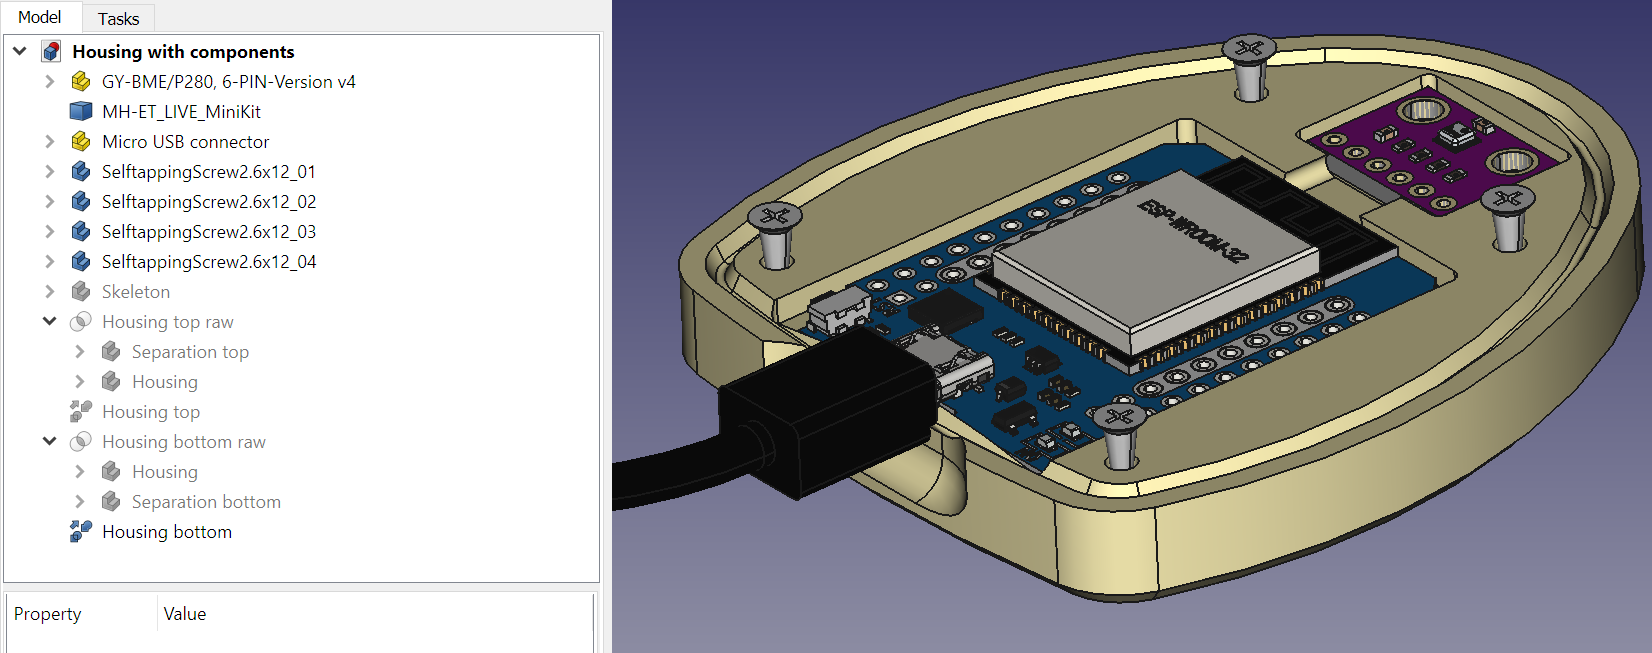 Model
Tasks
Housing with components
GY-BME/P280, 6-PIN-Version v4
MH-ET_LIVE_MiniKit
Micro USB connector
SelftappingScrew2.6x12_01
SelftappingScrew2.6x12_02
SelftappingScrew2.6x12_03
SelftappingScrew2.6x12_04
Skeleton
Housing top raw
Separation top
Housing
Housing top
Housing bottom raw
Housing
Separation bottom
Housing bottom
Property
Value
ESP-WROOM-32